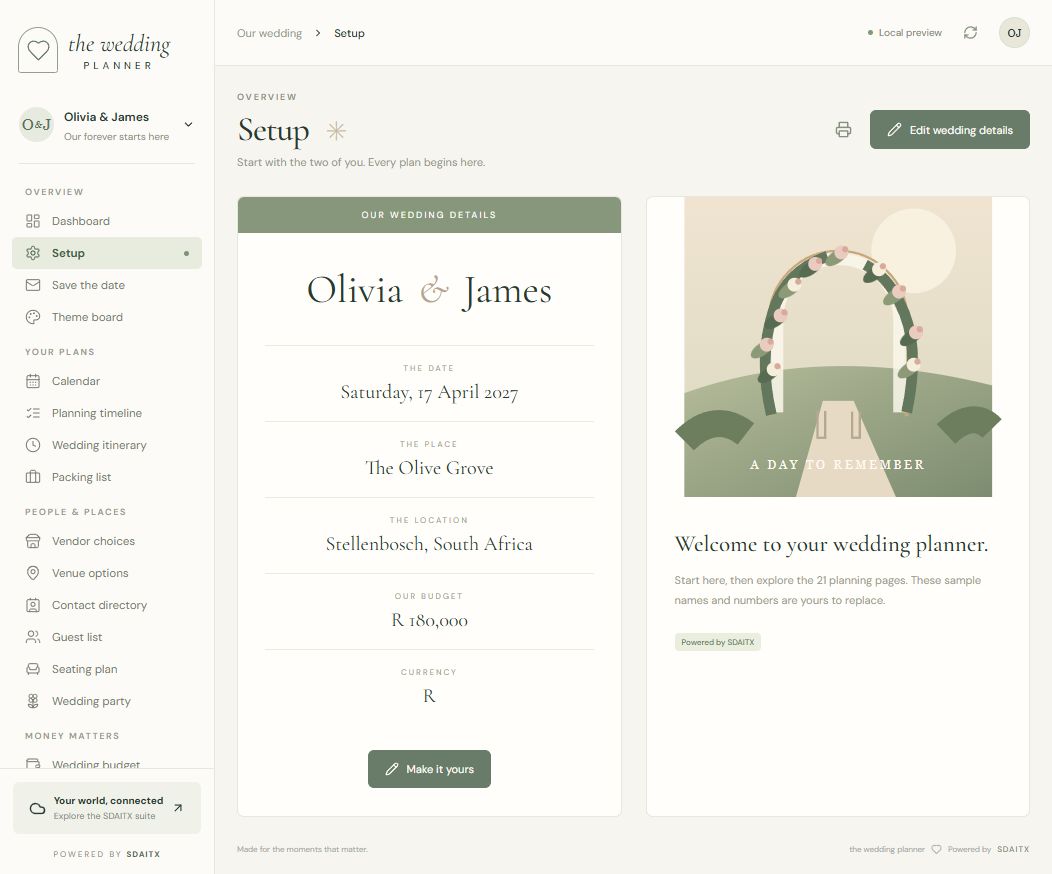 the wedding
PLANNER
O&J
Olivia & James
Our forever starts here
OVERVIEW
Dashboard
Setup
Save the date
Theme board
YOUR PLANS
Calendar
Planning timeline
Wedding itinerary
Packing list
PEOPLE & PLACES
Vendor choices
Venue options
Contact directory
Guest list
Seating plan
Wedding party
MONEY MATTERS
Wedding budget
Your world, connected
Explore the SDAITX suite
POWERED BY SDAITX
Our wedding > Setup
Local preview
OJ
OVERVIEW
Setup
Start with the two of you. Every plan begins here.
Edit wedding details
OUR WEDDING DETAILS
Olivia & James
THE DATE
Saturday, 17 April 2027
THE PLACE
The Olive Grove
THE LOCATION
Stellenbosch, South Africa
OUR BUDGET
R 180,000
CURRENCY
R
Make it yours
A DAY TO REMEMBER
Welcome to your wedding planner.
Start here, then explore the 21 planning pages. These sample
names and numbers are yours to replace.
Powered by SDAITX
Made for the moments that matter.
the wedding planner Powered by SDAITX